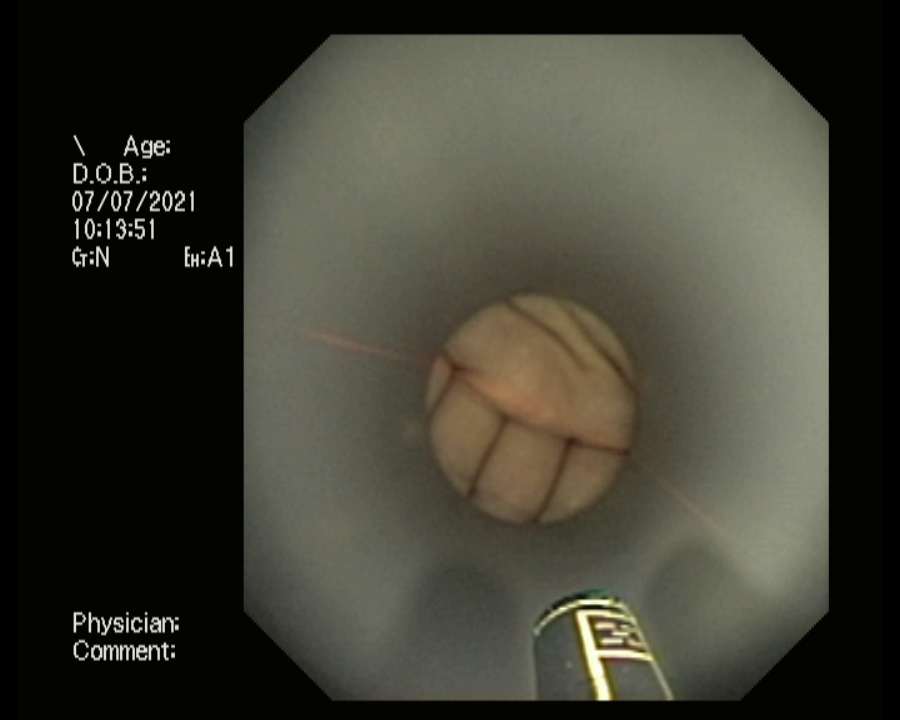 \ Age:
D.O.B.:
07/07/2021
10:13:51
Cr:N Eh:A1
Physician:
Comment: